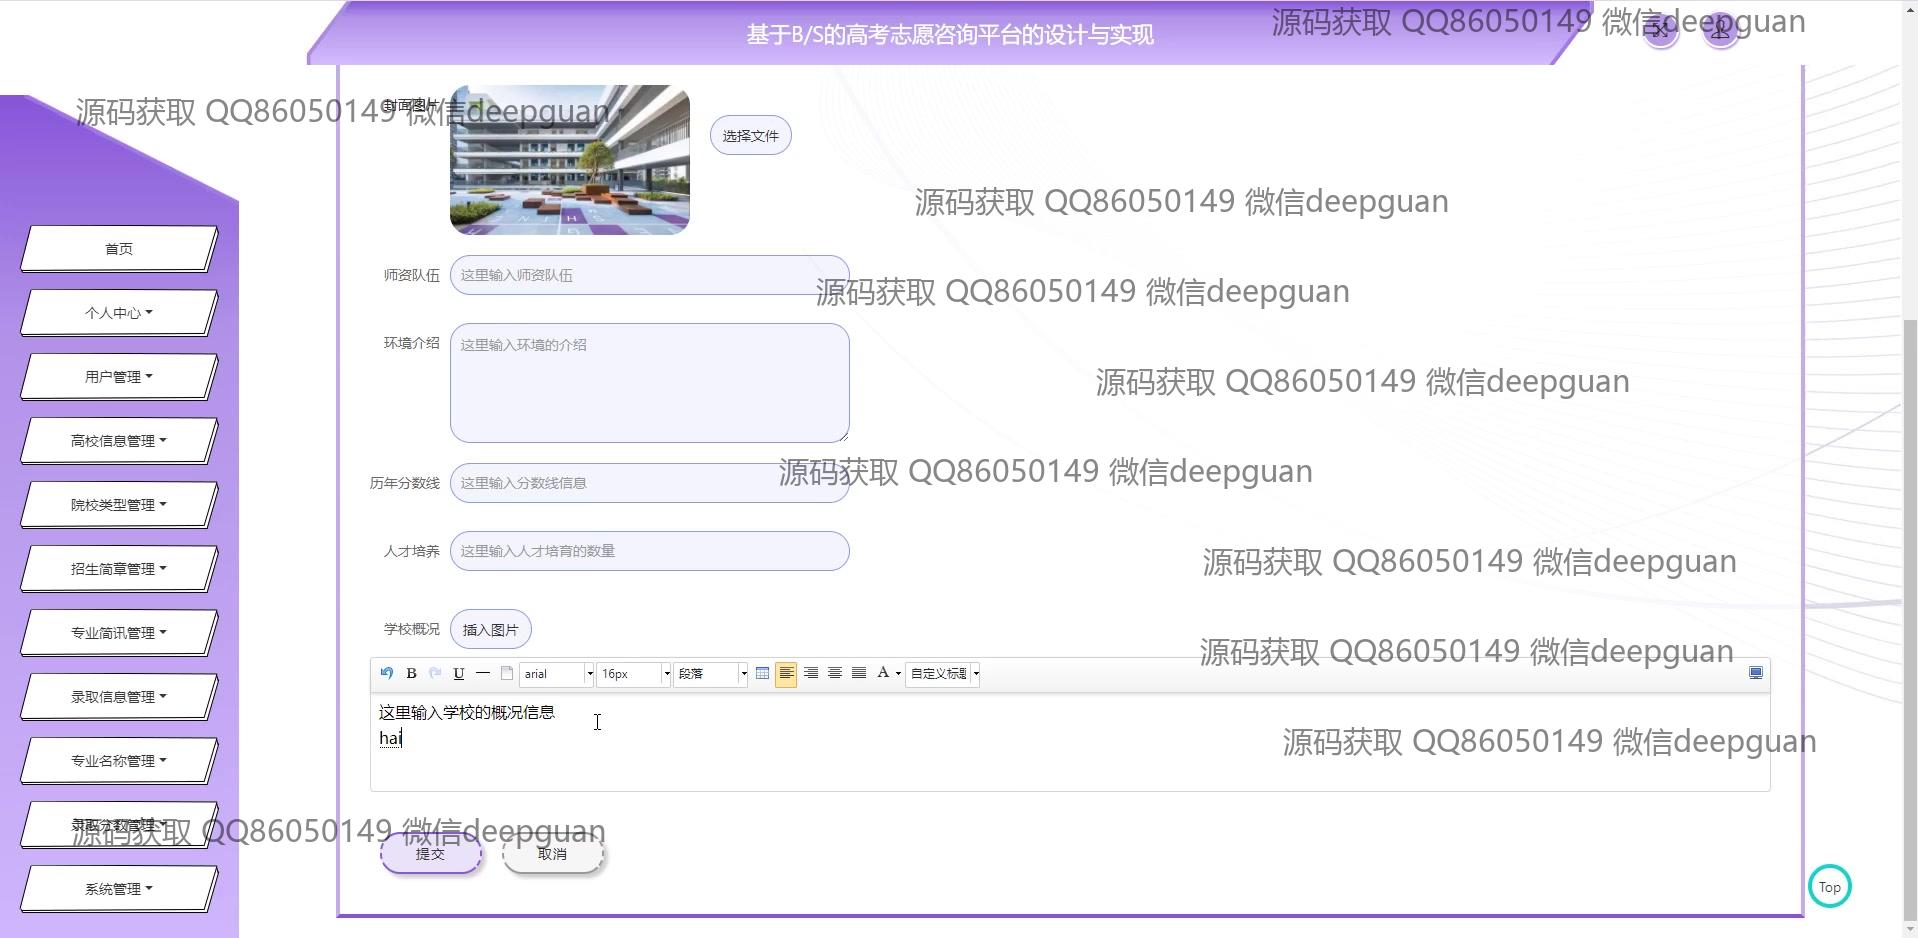 基于B/S的高考志愿咨询平台的设计与实现
源码获取 QQ86050149 微信deepguan
源码获取 QQ86050149 微信deepguan
封面图片
选择文件
源码获取 QQ86050149 微信deepguan
首页
师资队伍 这里输入师资队伍
源码获取 QQ86050149 微信deepguan
个人中心
环境介绍 这里输入环境的介绍
用户管理
源码获取 QQ86050149 微信deepguan
高校信息管理
源码获取 QQ86050149 微信deepguan
历年分数线 这里输入分数线信息
院校类型管理
人才培养 这里输入人才培育的数量
源码获取 QQ86050149 微信deepguan
招生简章管理
学校概况 插入图片
专业简讯管理
源码获取 QQ86050149 微信deepguan
B U arial 16px 段落 A 自定义标题
录取信息管理
这里输入学校的概况信息
hai
源码获取 QQ86050149 微信deepguan
专业名称管理
录取分数管理
源码获取 QQ86050149 微信deepguan
提交 取消
系统管理
Top